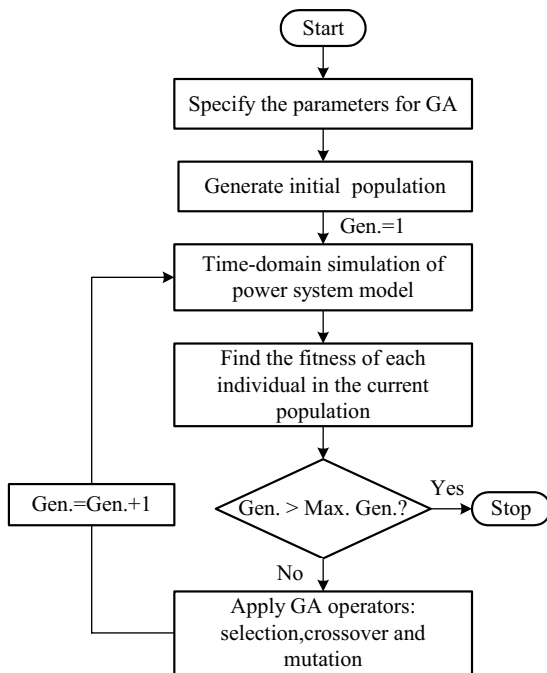 Start
Specify the parameters for GA
Generate initial population
Gen.=1
Time-domain simulation of
power system model
Find the fitness of each
individual in the current
population
Gen. > Max. Gen.?
Yes
Stop
Gen.=Gen.+1
No
Apply GA operators:
selection,crossover and
mutation